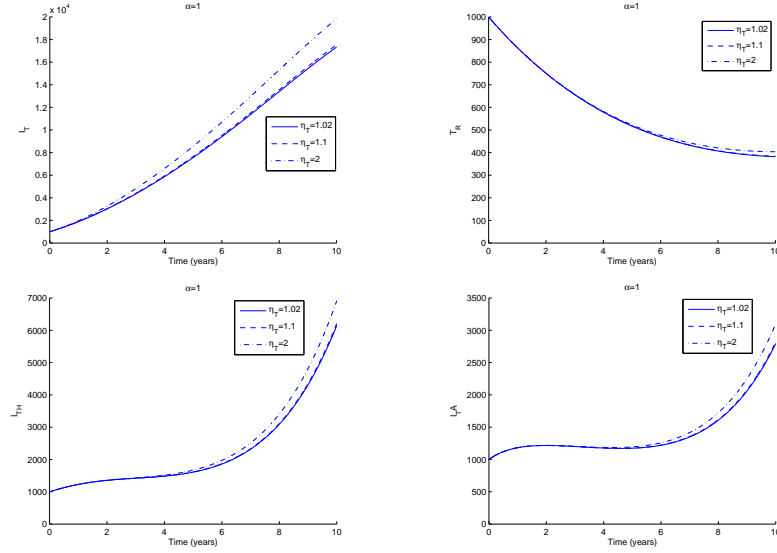 α=1
× 10⁴
2
1.8
1.6
1.4
1.2
1
0.8
0.6
0.4
0.2
0
I_T
η_T=1.02
η_T=1.1
η_T=2
0 2 4 6 8 10
Time (years)
α=1
1000
900
800
700
600
500
400
300
200
100
0
T_R
η_T=1.02
η_T=1.1
η_T=2
0 2 4 6 8 10
Time (years)
α=1
7000
6000
5000
4000
3000
2000
1000
0
I_TH
η_T=1.02
η_T=1.1
η_T=2
0 2 4 6 8 10
Time (years)
α=1
3500
3000
2500
2000
1500
1000
500
0
I_TA
η_T=1.02
η_T=1.1
η_T=2
0 2 4 6 8 10
Time (years)